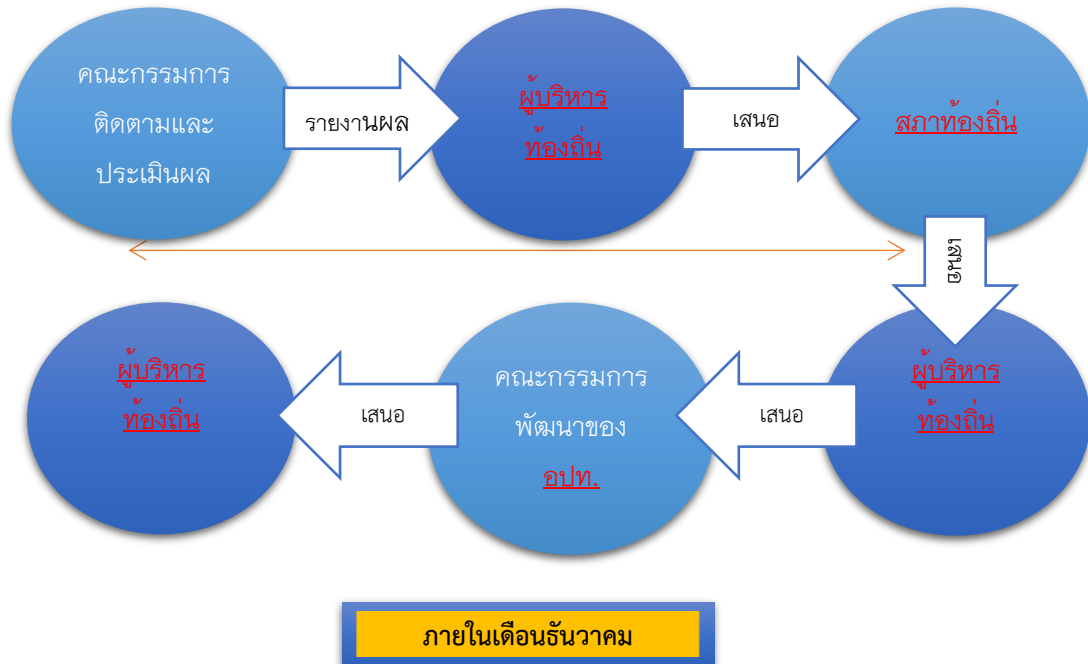 คณะกรรมการ
ติดตามและ
ประเมินผล
รายงานผล
ผู้บริหาร
ท้องถิ่น
เสนอ
สภาท้องถิ่น
เสนอ
ผู้บริหาร
ท้องถิ่น
เสนอ
คณะกรรมการ
พัฒนาของ
อปท.
เสนอ
ผู้บริหาร
ท้องถิ่น
ภายในเดือนธันวาคม